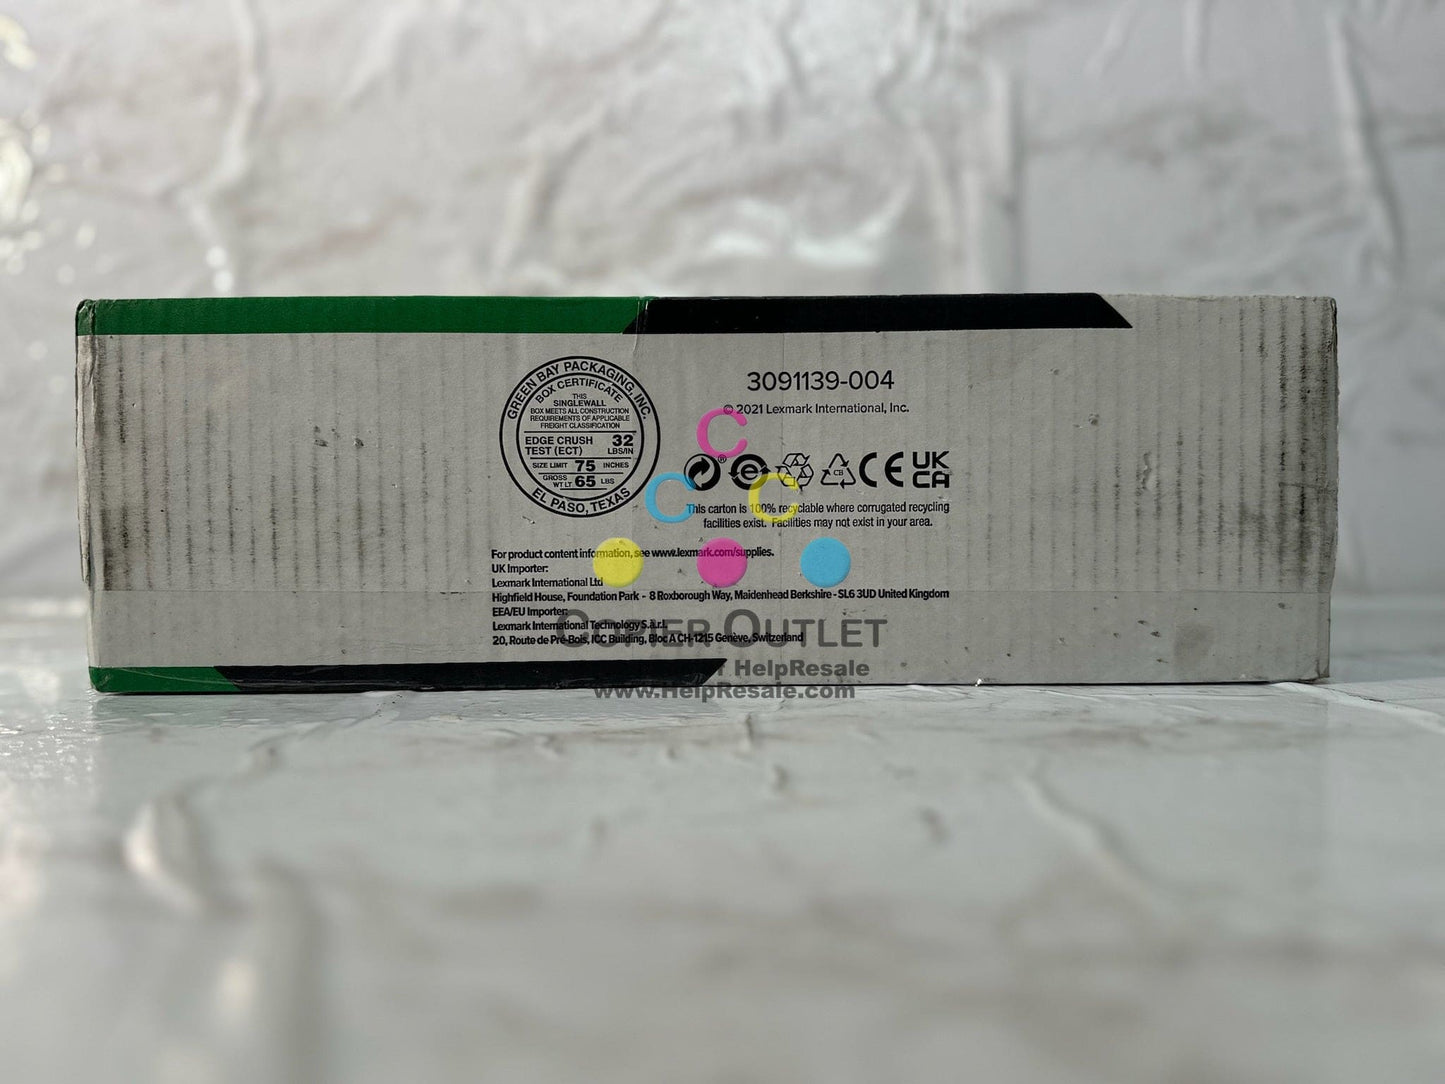 GREEN BAY PACKAGING, INC.
BOX CERTIFICATE
THIS
SINGLEWALL
BOX MEETS ALL CONSTRUCTION
REQUIREMENTS OF APPLICABLE
FREIGHT CLASSIFICATION
EDGE CRUSH TEST (ECT) 32 LBS/IN
SIZE LIMIT 75 INCHES
GROSS WT LT 65 LBS
EL PASO, TEXAS
3091139-004
© 2021 Lexmark International, Inc.
® e CB CE UK CA
This carton is 100% recyclable where corrugated recycling
facilities exist. Facilities may not exist in your area.
For product content information, see www.lexmark.com/supplies.
UK Importer:
Lexmark International Ltd
Highfield House, Foundation Park - 8 Roxborough Way, Maidenhead Berkshire - SL6 3UD United Kingdom
EEA/EU Importer:
Lexmark International Technology S.à.r.l.
20, Route de Pré-Bois, ICC Building, Bloc A CH-1215 Genève, Switzerland
C
C C
COPIER OUTLET
HelpResale
www.HelpResale.com